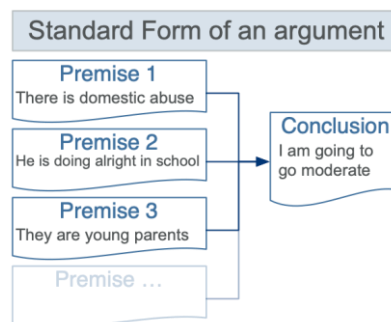 Standard Form of an argument
Premise 1
There is domestic abuse
Premise 2
He is doing alright in school
Premise 3
They are young parents
Premise ...
Conclusion
I am going to
go moderate